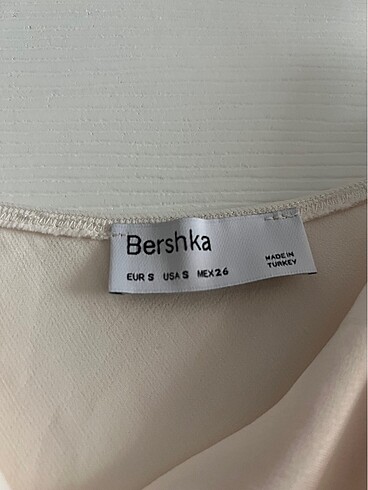 Bershka
EUR S USA S MEX 26
MADE IN
TURKEY